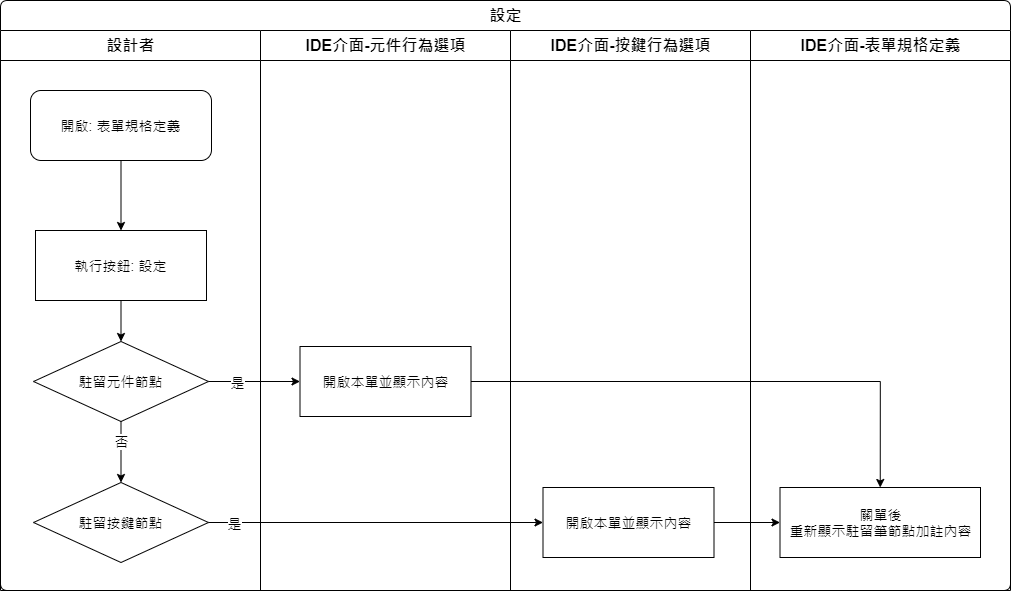 設定
設計者
IDE介面-元件行為選項
IDE介面-按鍵行為選項
IDE介面-表單規格定義
開啟: 表單規格定義
執行按鈕: 設定
駐留元件節點
是
開啟本單並顯示內容
否
駐留按鍵節點
是
開啟本單並顯示內容
關單後
重新顯示駐留筆節點加註內容